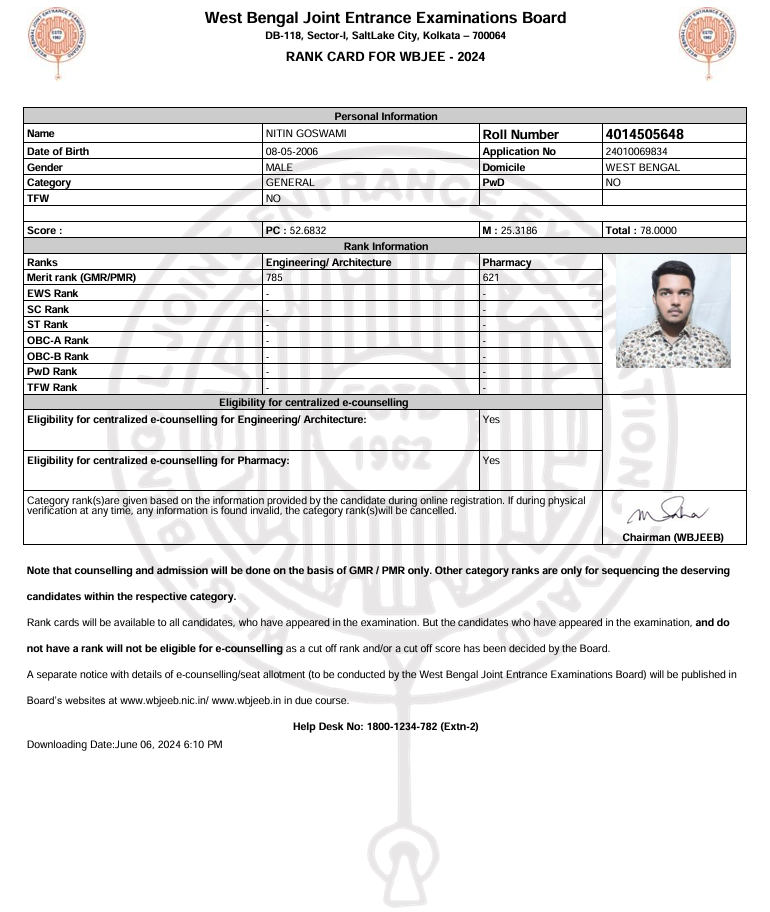 West Bengal Joint Entrance Examinations Board
DB-118, Sector-I, SaltLake City, Kolkata – 700064
RANK CARD FOR WBJEE - 2024
Personal Information
Name NITIN GOSWAMI Roll Number 4014505648
Date of Birth 08-05-2006 Application No 24010069834
Gender MALE Domicile WEST BENGAL
Category GENERAL PwD NO
TFW NO
Score : PC : 52.6832 M : 25.3186 Total : 78.0000
Rank Information
Ranks Engineering/ Architecture Pharmacy
Merit rank (GMR/PMR) 785 621
EWS Rank - -
SC Rank - -
ST Rank - -
OBC-A Rank - -
OBC-B Rank - -
PwD Rank - -
TFW Rank - -
Eligibility for centralized e-counselling
Eligibility for centralized e-counselling for Engineering/ Architecture: Yes
Eligibility for centralized e-counselling for Pharmacy: Yes
Category rank(s)are given based on the information provided by the candidate during online registration. If during physical
verification at any time, any information is found invalid, the category rank(s)will be cancelled.
M Saha
Chairman (WBJEEB)
Note that counselling and admission will be done on the basis of GMR / PMR only. Other category ranks are only for sequencing the deserving
candidates within the respective category.
Rank cards will be available to all candidates, who have appeared in the examination. But the candidates who have appeared in the examination, and do
not have a rank will not be eligible for e-counselling as a cut off rank and/or a cut off score has been decided by the Board.
A separate notice with details of e-counselling/seat allotment (to be conducted by the West Bengal Joint Entrance Examinations Board) will be published in
Board's websites at www.wbjeeb.nic.in/ www.wbjeeb.in in due course.
Help Desk No: 1800-1234-782 (Extn-2)
Downloading Date:June 06, 2024 6:10 PM
WEST BENGAL JOINT ENTRANCE EXAMINATIONS BOARD
ESTD
1962